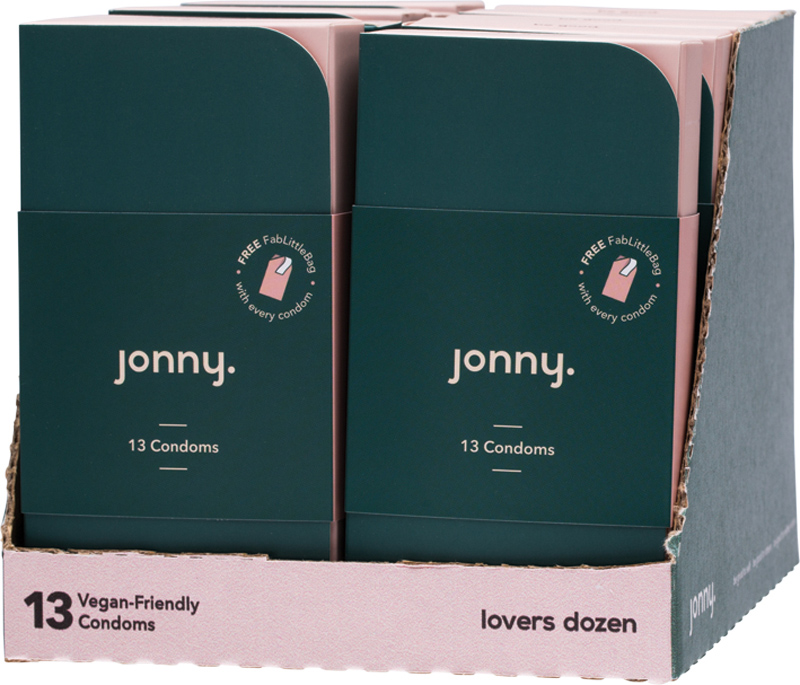 jonny.
FREE FabLittleBag
with every condom
jonny.
13 Condoms
FREE FabLittleBag
with every condom
jonny.
13 Condoms
13 Vegan-Friendly
Condoms
lovers dozen
jonny.